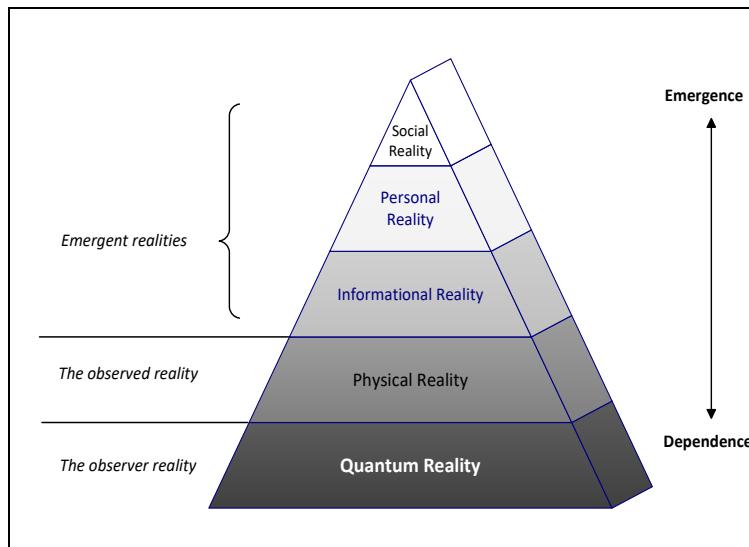 Emergence
Social
Reality
Personal
Reality
Emergent realities
Informational Reality
The observed reality
Physical Reality
Dependence
The observer reality
Quantum Reality